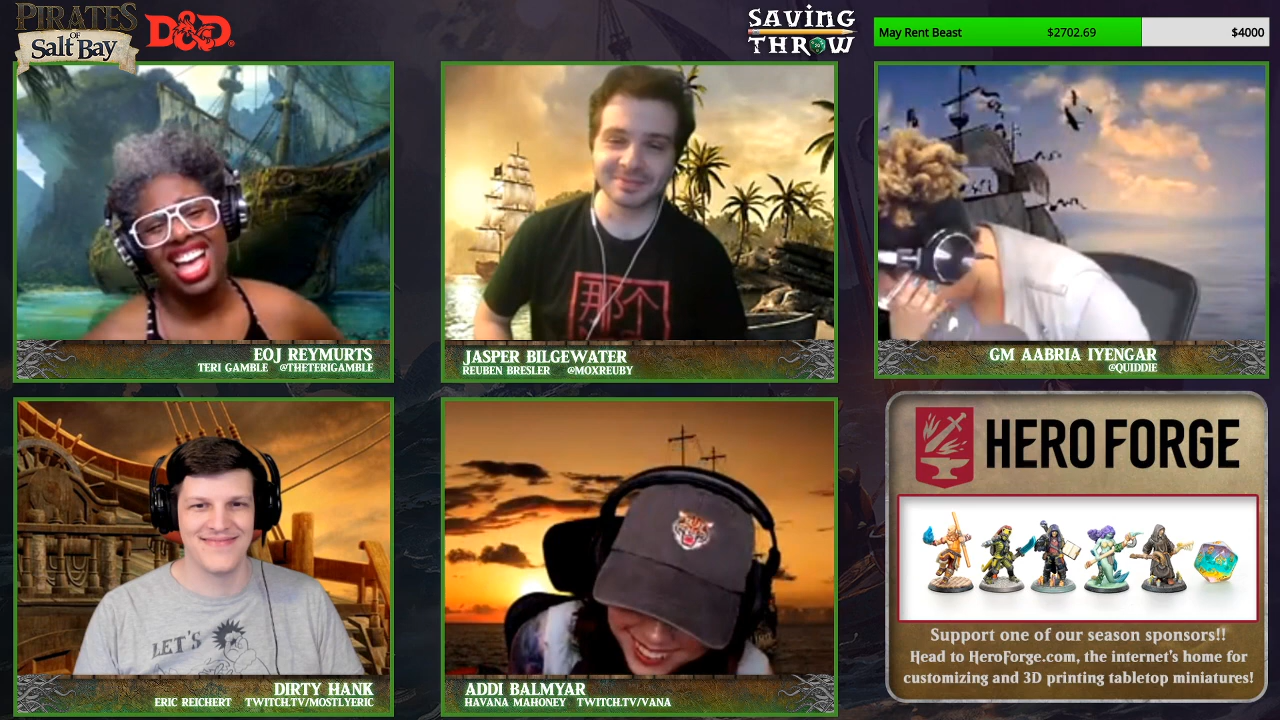 PIRATES
OF
Salt Bay
D&D
SAVING
THROW
May Rent Beast $2702.69 $4000
那个
EOJ REYMURTS
TERI GAMBLE @THETERIGAMBLE
JASPER BILGEWATER
REUBEN BRESLER @MOXREUBY
GM AABRIA IYENGAR
@QUIDDIE
LET'S
DIRTY HANK
ERIC REICHERT TWITCH.TV/MOSTLYERIC
ADDI BALMYAR
HAVANA MAHONEY TWITCH.TV/VANA
HERO FORGE
Support one of our season sponsors!!
Head to HeroForge.com, the internet's home for
customizing and 3D printing tabletop miniatures!